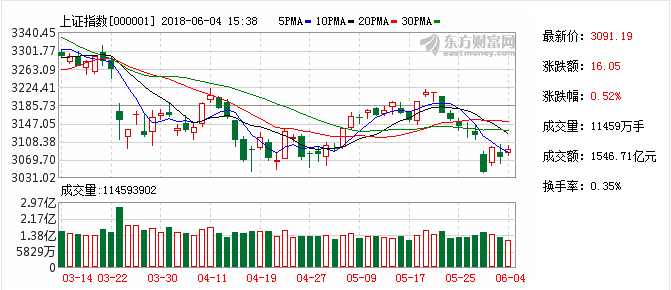 上证指数[000001] 2018-06-04 15:38 5PMA 10PMA 20PMA 30PMA
3340.45
3301.77
3263.09
3224.41
3185.73
3147.05
3108.38
3069.70
3031.02
东方财富网
eastmoney.com
成交量:114593902
2.97亿
2.17亿
1.38亿
5829万
0
03-14 03-22 03-30 04-11 04-19 04-27 05-09 05-17 05-25 06-04
最新价: 3091.19
涨跌额: 16.05
涨跌幅: 0.52%
成交量: 11459万手
成交额: 1546.71亿元
换手率: 0.35%